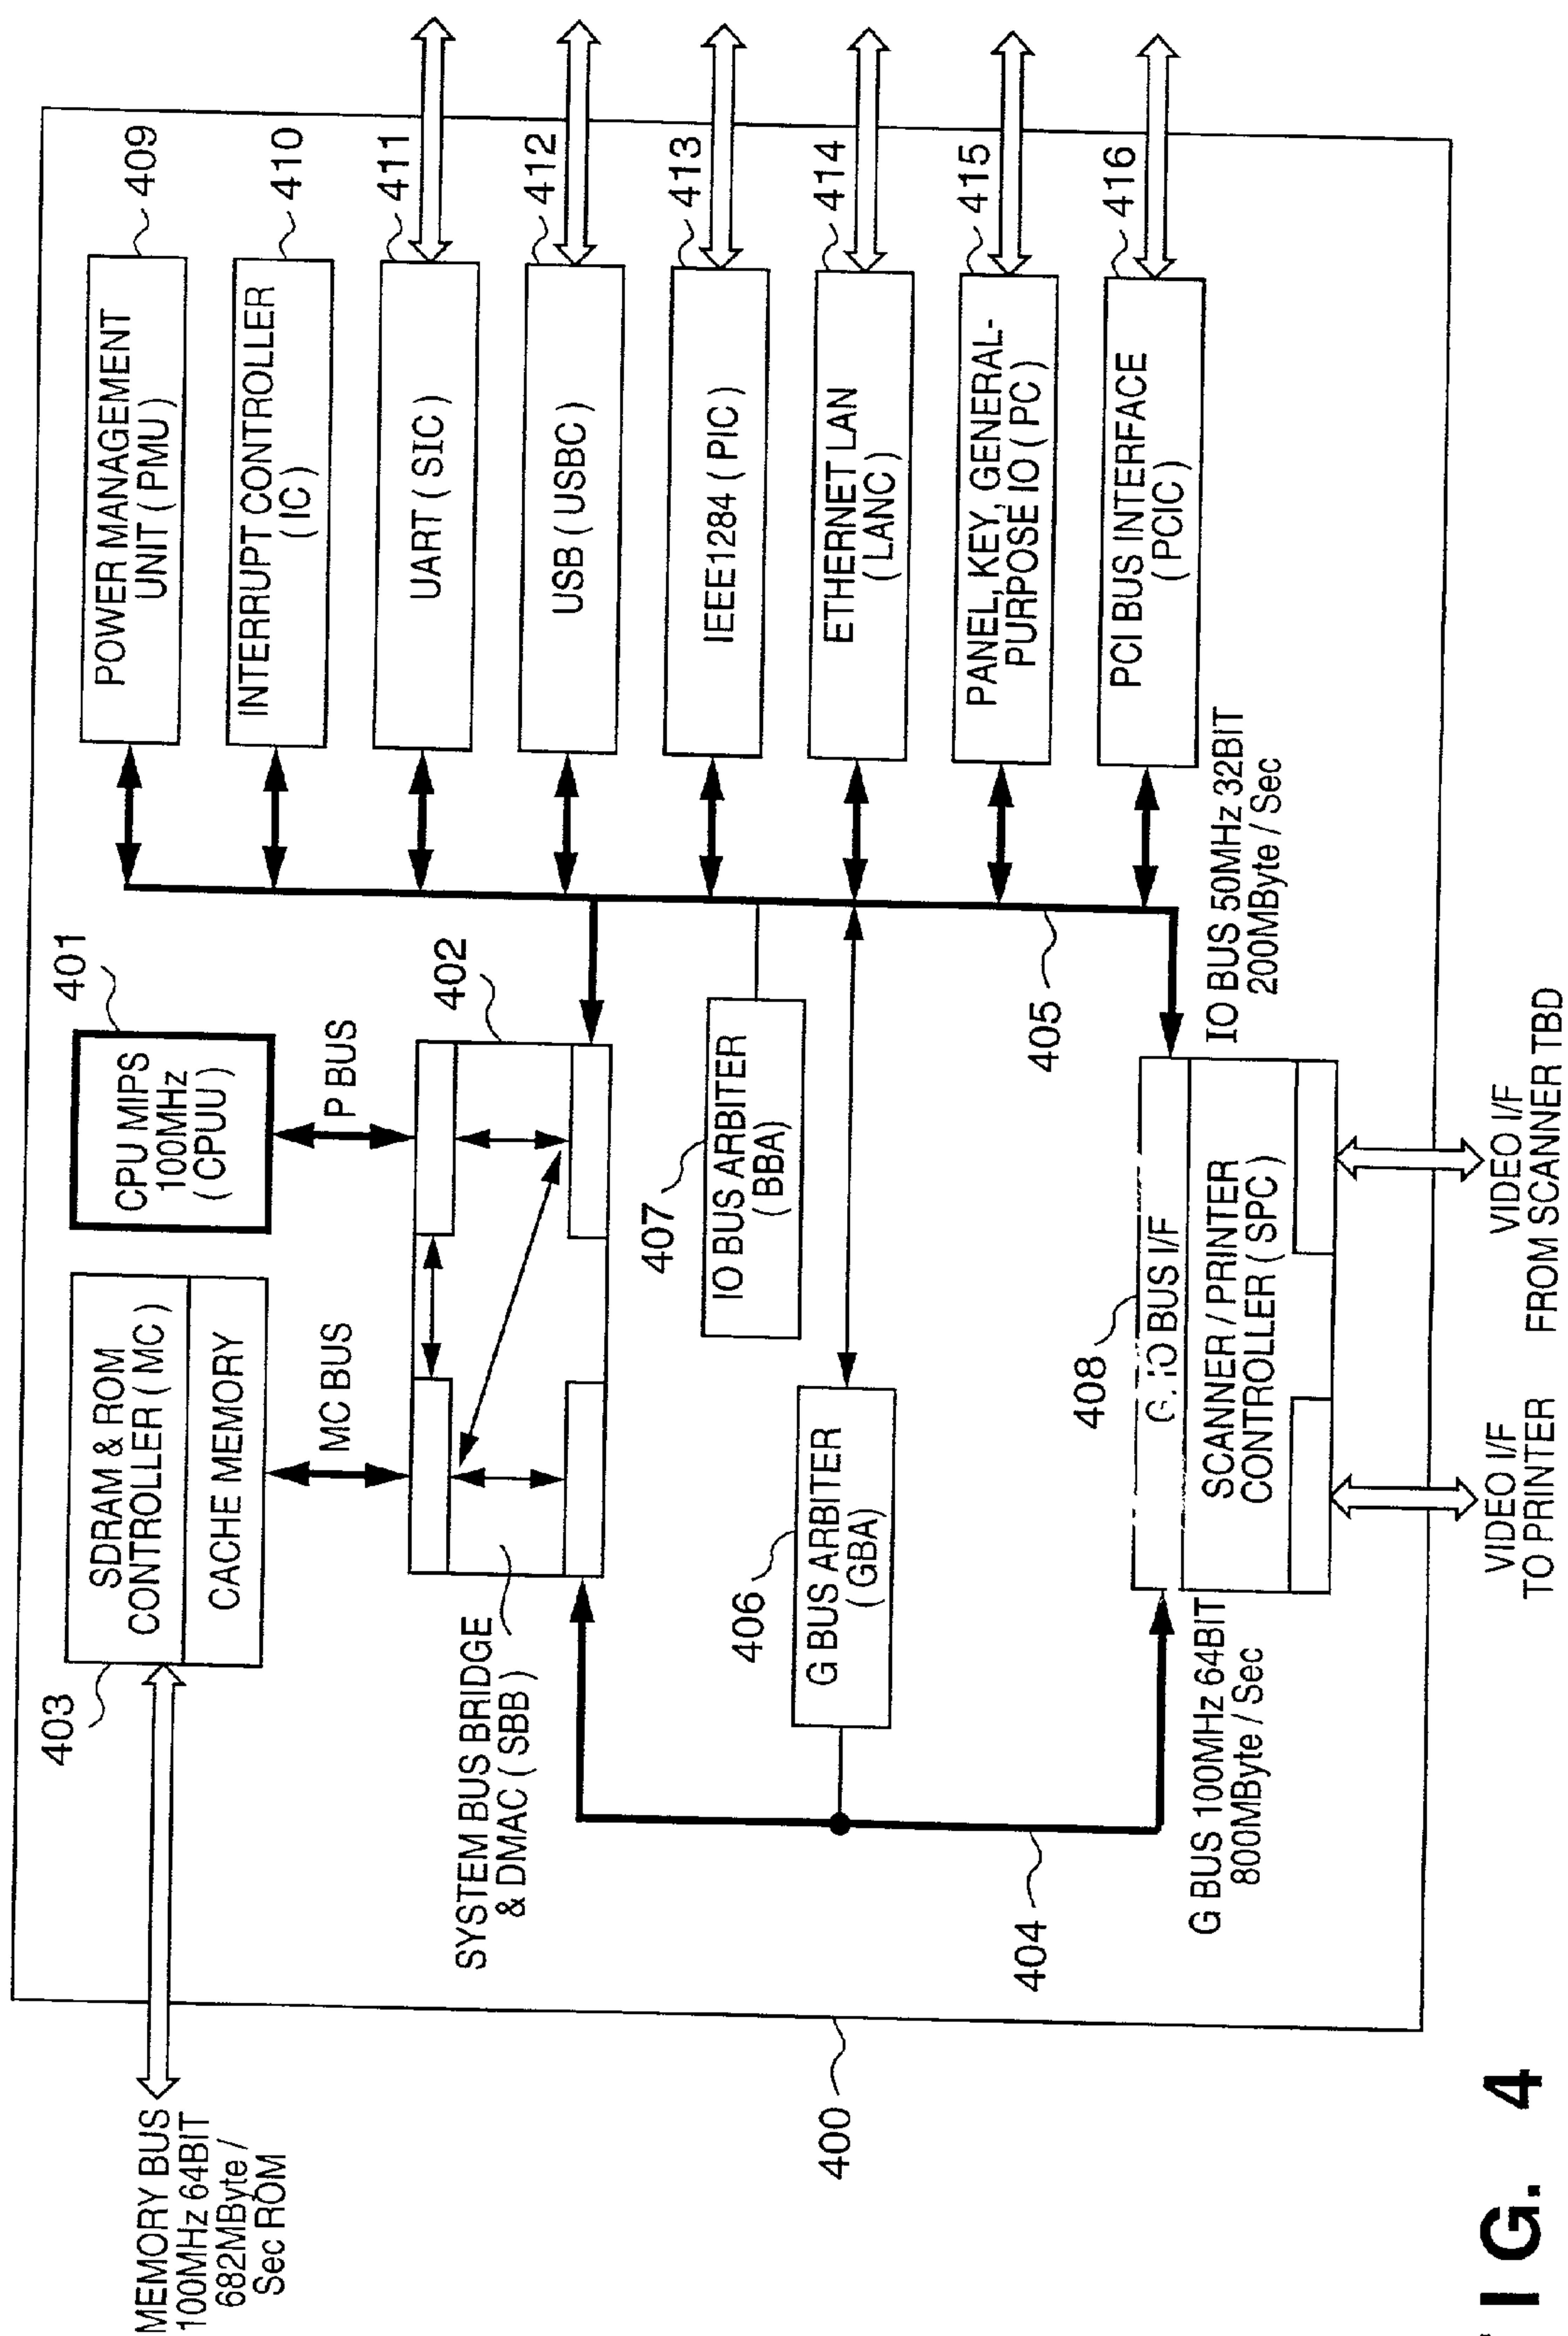 MEMORY BUS
100MHz 64BIT
682MByte /
Sec ROM
400
403
SDRAM & ROM
CONTROLLER ( MC )
CACHE MEMORY
MC BUS
401
CPU MIPS
100MHz
( CPUU )
P BUS
402
SYSTEM BUS BRIDGE
& DMAC ( SBB )
407
IO BUS ARBITER
( BBA)
406
G BUS ARBITER
( GBA)
404
G BUS 100MHz 64BIT
800MByte / Sec
405
IO BUS 50MHz 32BIT
200MByte / Sec
408
IO BUS I/F
SCANNER / PRINTER
CONTROLLER ( SPC )
VIDEO I/F
TO PRINTER
VIDEO I/F
FROM SCANNER TBD
POWER MANAGEMENT
UNIT ( PMU )
409
INTERRUPT CONTROLLER
( IC )
410
UART ( SIC )
411
USB ( USBC )
412
IEEE1284 ( PIC )
413
ETHERNET LAN
( LANC )
414
PANEL, KEY, GENERAL-
PURPOSE IO ( PC )
415
PCI BUS INTERFACE
( PCIC )
416
I G. 4